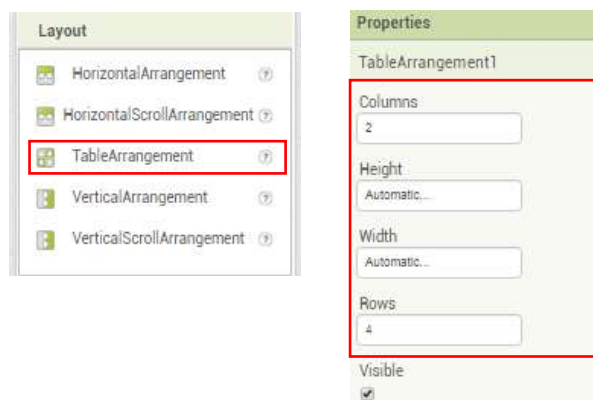 Layout
HorizontalArrangement
HorizontalScrollArrangement
TableArrangement
VerticalArrangement
VerticalScrollArrangement
Properties
TableArrangement1
Columns
2
Height
Automatic...
Width
Automatic...
Rows
4
Visible